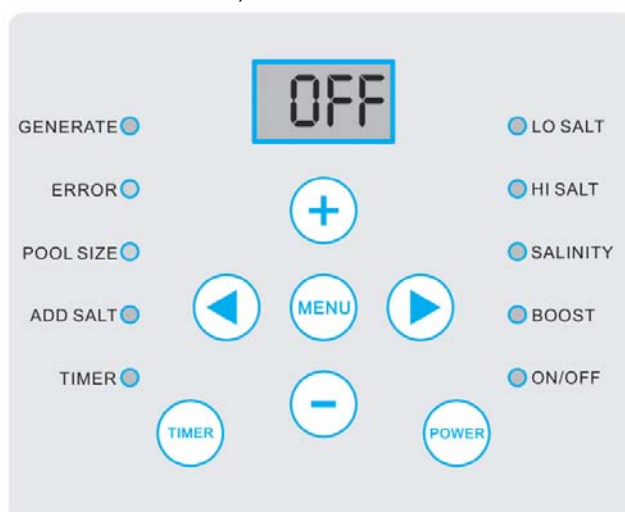 OFF
GENERATE
LO SALT
ERROR
HI SALT
+
POOL SIZE
SALINITY
MENU
ADD SALT
BOOST
TIMER
ON/OFF
-
TIMER
POWER